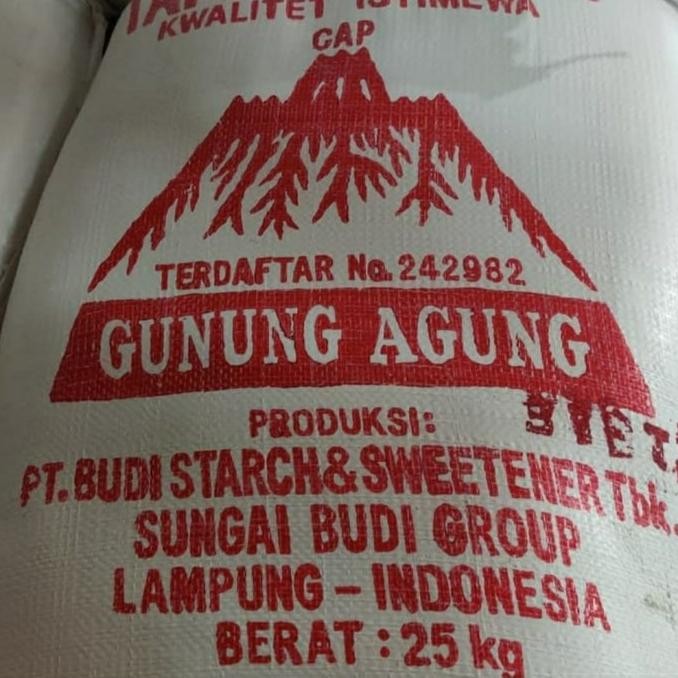 KWALITET ISTIMEWA
CAP
TERDAFTAR No. 242982
GUNUNG AGUNG
PRODUKSI:
PT. BUDI STARCH & SWEETENER Tbk.
SUNGAI BUDI GROUP
LAMPUNG – INDONESIA
BERAT : 25 kg